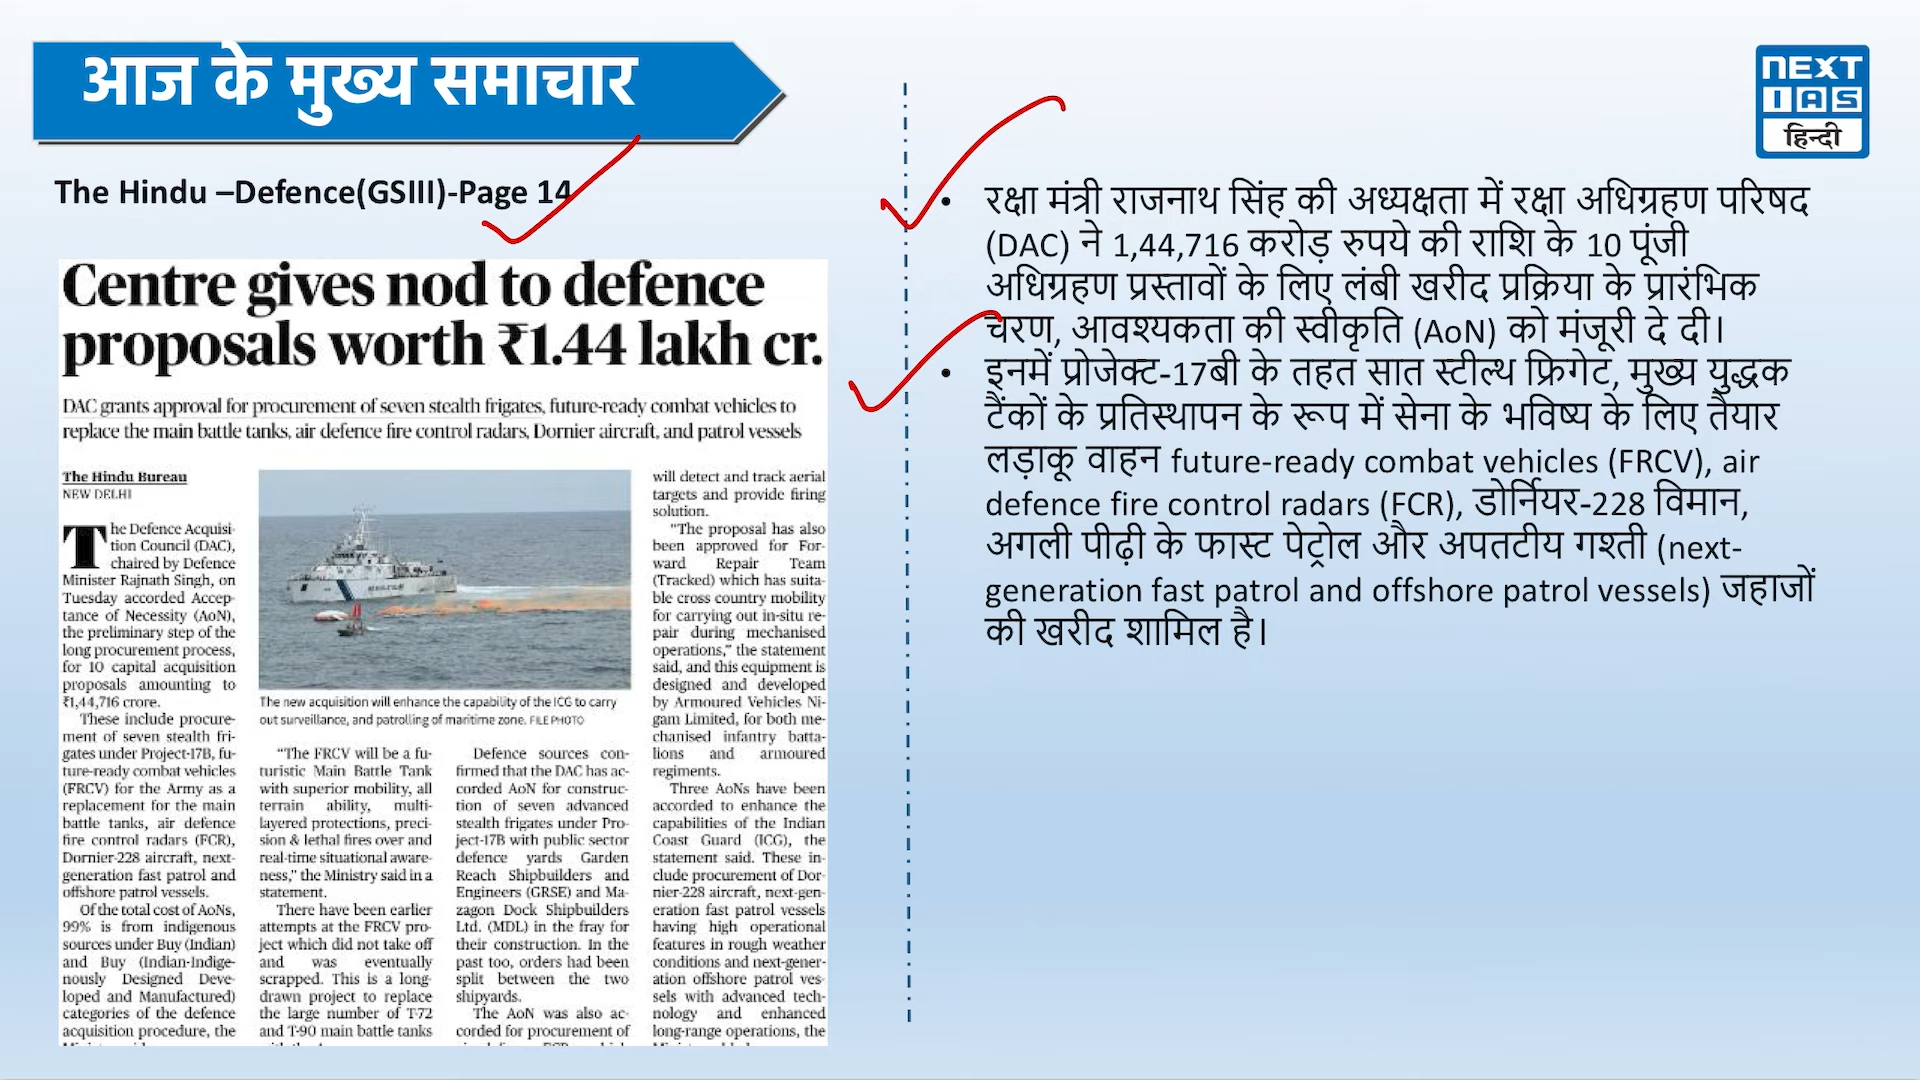 आज के मुख्य समाचार
NEXT
IAS
हिन्दी
The Hindu –Defence(GSIII)-Page 14
Centre gives nod to defence
proposals worth ₹1.44 lakh cr.
DAC grants approval for procurement of seven stealth frigates, future-ready combat vehicles to
replace the main battle tanks, air defence fire control radars, Dornier aircraft, and patrol vessels
The Hindu Bureau
NEW DELHI
The Defence Acquisi-
tion Council (DAC),
chaired by Defence
Minister Rajnath Singh, on
Tuesday accorded Accep-
tance of Necessity (AoN),
the preliminary step of the
long procurement process,
for 10 capital acquisition
proposals amounting to
₹1,44,716 crore.
These include procure-
ment of seven stealth fri-
gates under Project-17B, fu-
ture-ready combat vehicles
(FRCV) for the Army as a
replacement for the main
battle tanks, air defence
fire control radars (FCR),
Dornier-228 aircraft, next-
generation fast patrol and
offshore patrol vessels.
Of the total cost of AoNs,
99% is from indigenous
sources under Buy (Indian)
and Buy (Indian-Indige-
nously Designed Deve-
loped and Manufactured)
categories of the defence
acquisition procedure, the
The new acquisition will enhance the capability of the ICG to carry
out surveillance, and patrolling of maritime zone. FILE PHOTO
“The FRCV will be a fu-
turistic Main Battle Tank
with superior mobility, all
terrain ability, multi-
layered protections, preci-
sion & lethal fires over and
real-time situational aware-
ness,” the Ministry said in a
statement.
There have been earlier
attempts at the FRCV pro-
ject which did not take off
and was eventually
scrapped. This is a long-
drawn project to replace
the large number of T-72
and T-90 main battle tanks
Defence sources con-
firmed that the DAC has ac-
corded AoN for construc-
tion of seven advanced
stealth frigates under Pro-
ject-17B with public sector
defence yards Garden
Reach Shipbuilders and
Engineers (GRSE) and Ma-
zagon Dock Shipbuilders
Ltd. (MDL) in the fray for
their construction. In the
past too, orders had been
split between the two
shipyards.
The AoN was also ac-
corded for procurement of
will detect and track aerial
targets and provide firing
solution.
“The proposal has also
been approved for For-
ward Repair Team
(Tracked) which has suita-
ble cross country mobility
for carrying out in-situ re-
pair during mechanised
operations,” the statement
said, and this equipment is
designed and developed
by Armoured Vehicles Ni-
gam Limited, for both me-
chanised infantry batta-
lions and armoured
regiments.
Three AoNs have been
accorded to enhance the
capabilities of the Indian
Coast Guard (ICG), the
statement said. These in-
clude procurement of Dor-
nier-228 aircraft, next-gen-
eration fast patrol vessels
having high operational
features in rough weather
conditions and next-gener-
ation offshore patrol ves-
sels with advanced tech-
nology and enhanced
long-range operations, the
• रक्षा मंत्री राजनाथ सिंह की अध्यक्षता में रक्षा अधिग्रहण परिषद
(DAC) ने 1,44,716 करोड़ रुपये की राशि के 10 पूंजी
अधिग्रहण प्रस्तावों के लिए लंबी खरीद प्रक्रिया के प्रारंभिक
चरण, आवश्यकता की स्वीकृति (AoN) को मंजूरी दे दी।
• इनमें प्रोजेक्ट-17बी के तहत सात स्टील्थ फ्रिगेट, मुख्य युद्धक
टैंकों के प्रतिस्थापन के रूप में सेना के भविष्य के लिए तैयार
लड़ाकू वाहन future-ready combat vehicles (FRCV), air
defence fire control radars (FCR), डोर्नियर-228 विमान,
अगली पीढ़ी के फास्ट पेट्रोल और अपतटीय गश्ती (next-
generation fast patrol and offshore patrol vessels) जहाजों
की खरीद शामिल है।